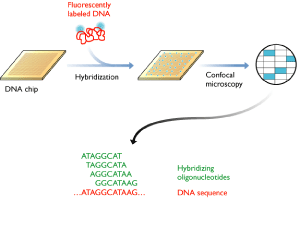 Fluorescently
labeled DNA
DNA chip
Hybridization
Confocal
microscopy
ATAGGCAT
TAGGCATA
AGGCATAA
GGCATAAG
Hybridizing
oligonucleotides
...ATAGGCATAAG...
DNA sequence